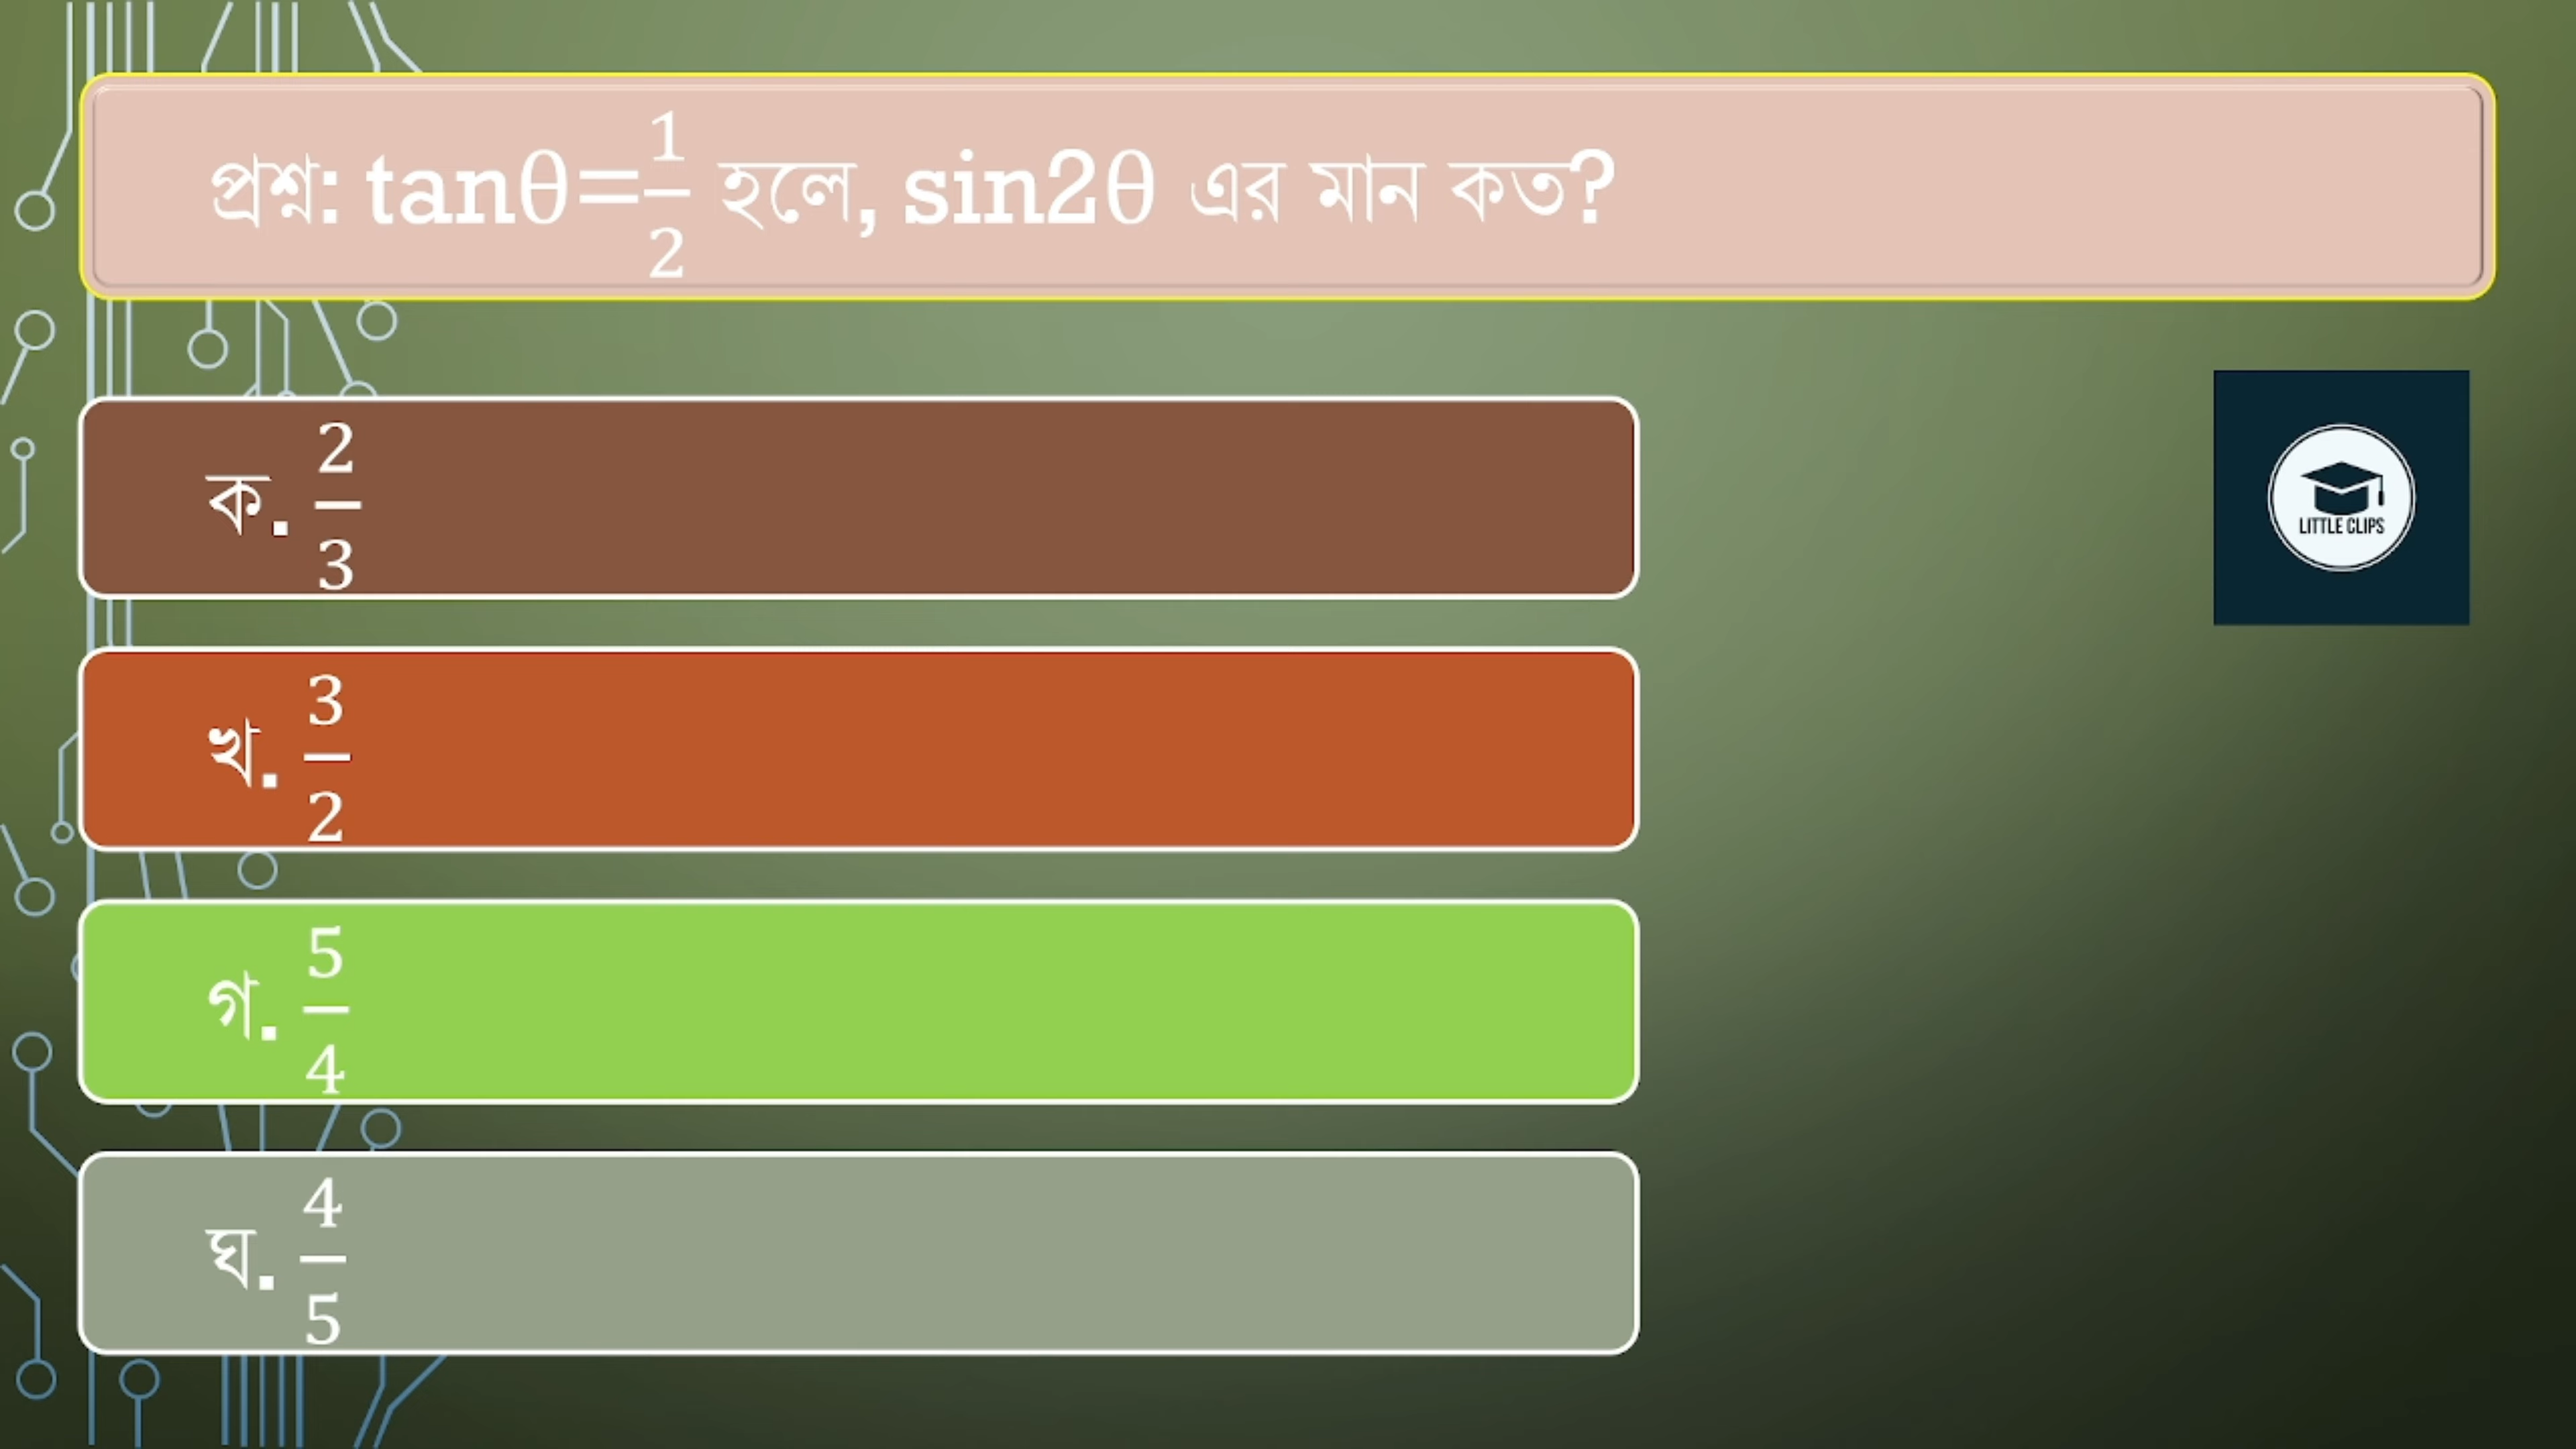 প্রশ্ন: tanθ=1/2 হলে, sin2θ এর মান কত?
ক. 2/3
LITTLE CLIPS
খ. 3/2
গ. 5/4
ঘ. 4/5